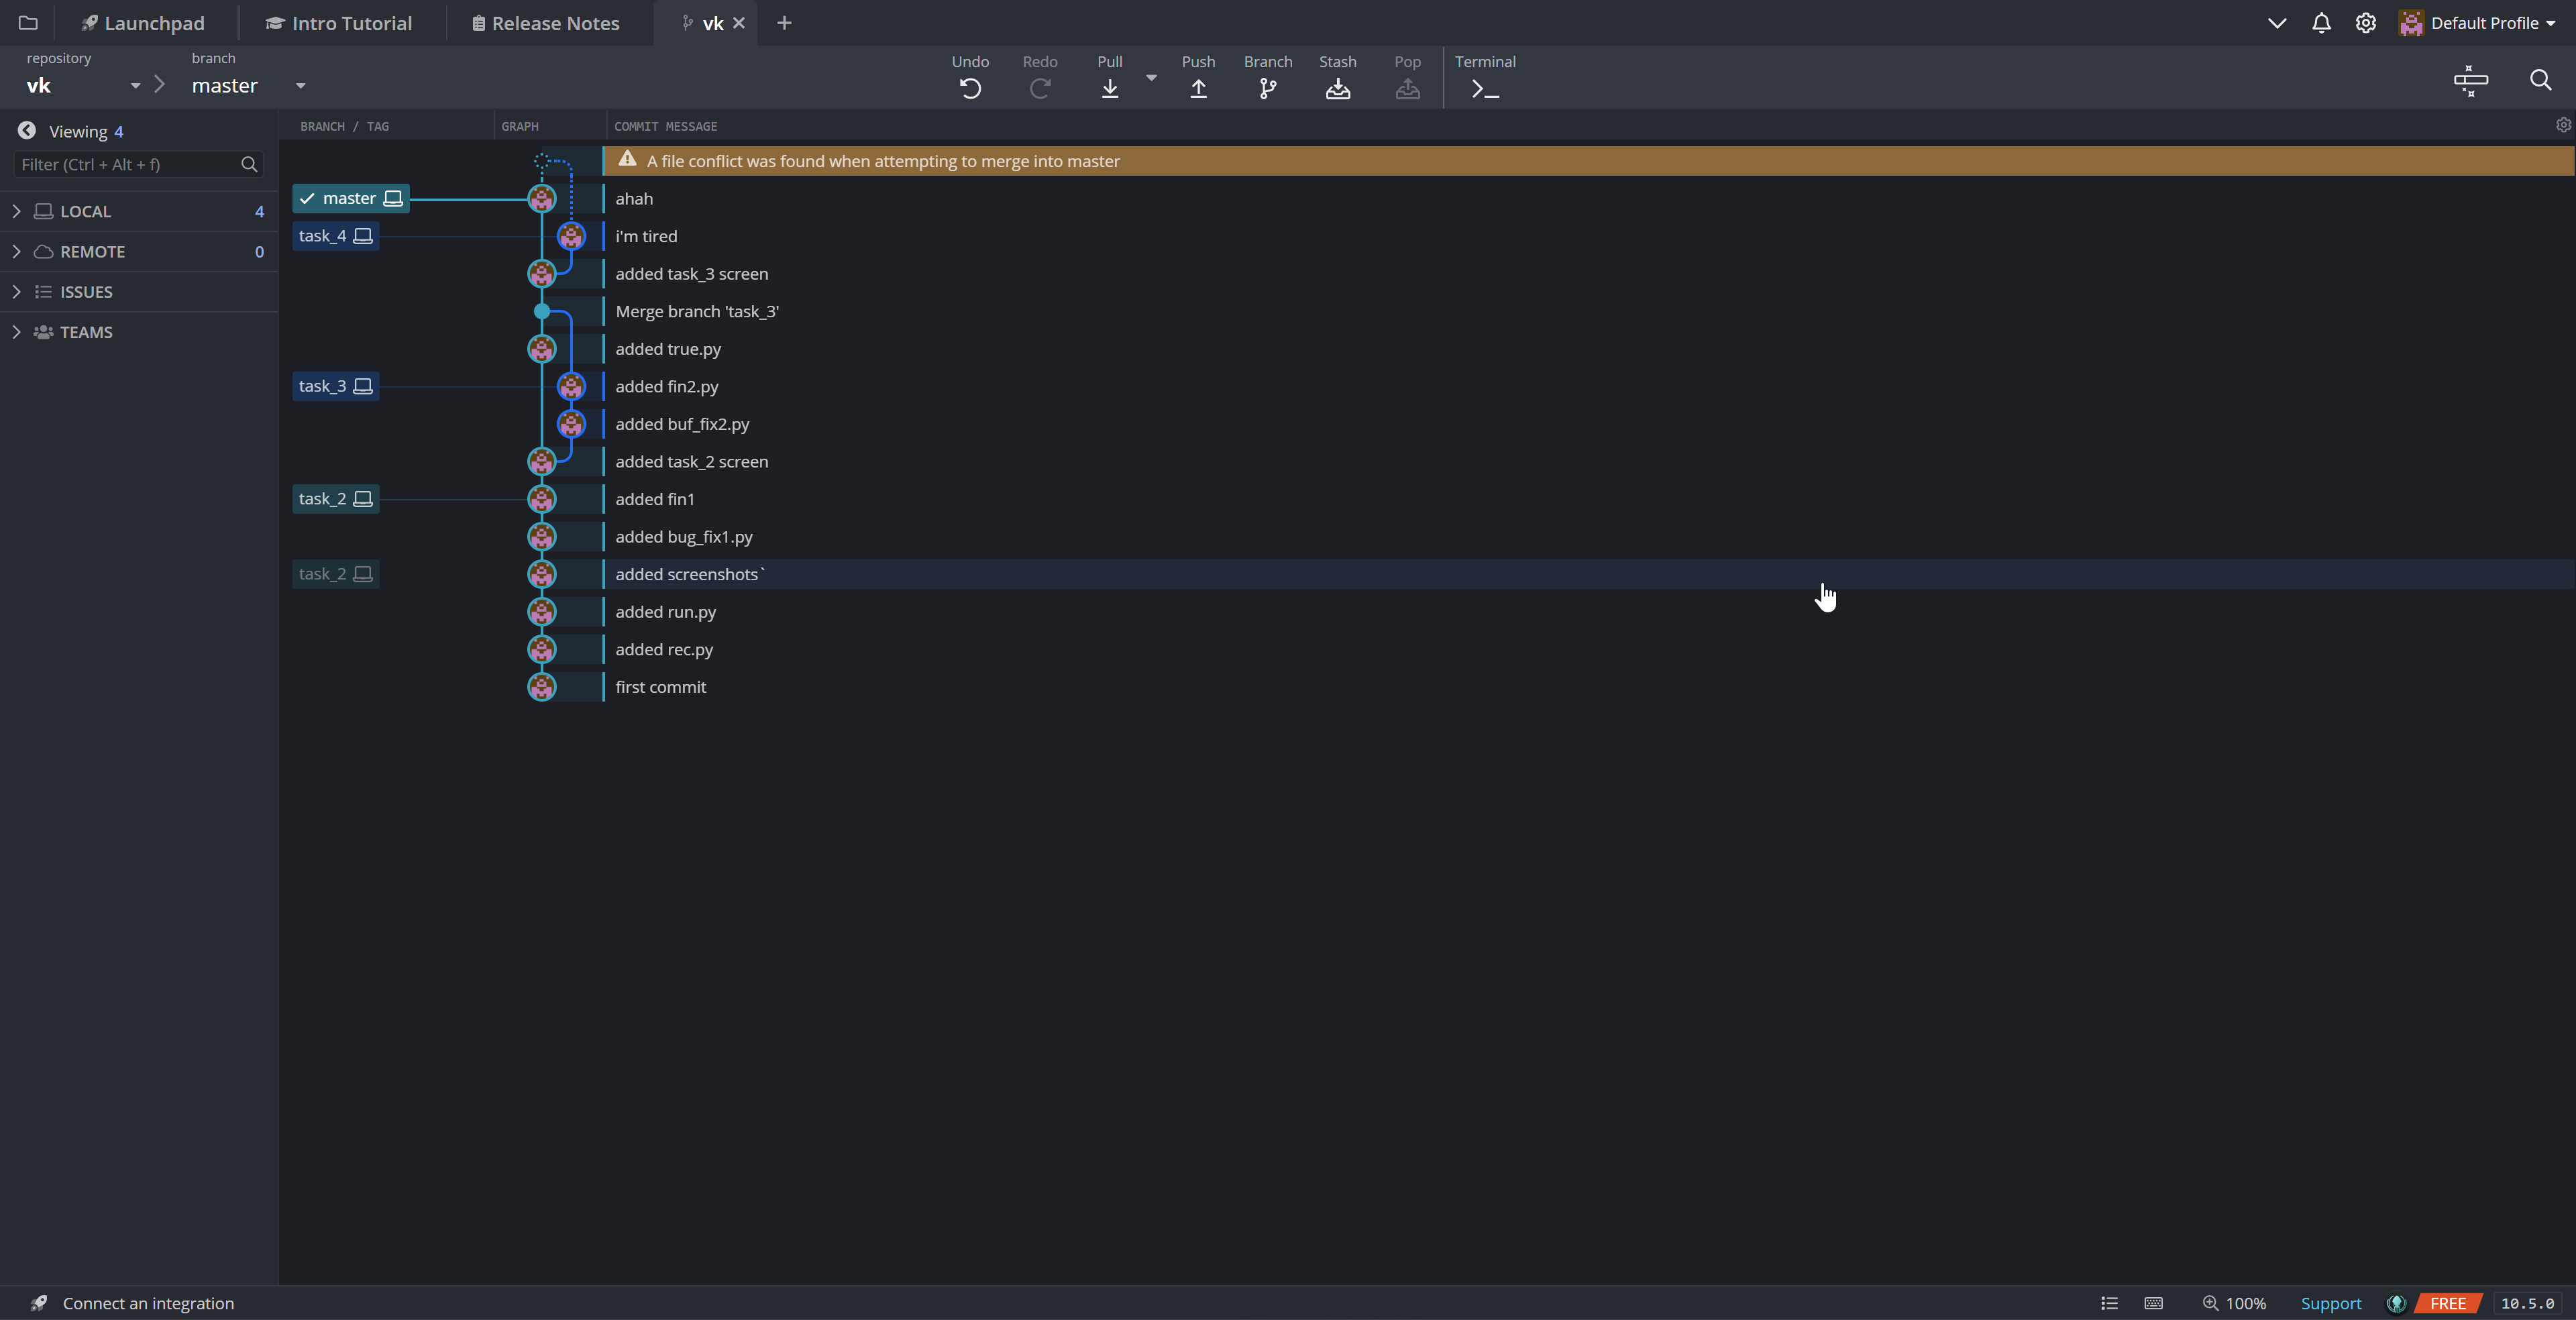 Launchpad
Intro Tutorial
Release Notes
vk
Default Profile
repository
vk
branch
master
Undo
Redo
Pull
Push
Branch
Stash
Pop
Terminal
Viewing 4
Filter (Ctrl + Alt + f)
LOCAL 4
REMOTE 0
ISSUES
TEAMS
BRANCH / TAG
GRAPH
COMMIT MESSAGE
A file conflict was found when attempting to merge into master
master
ahah
task_4
i'm tired
added task_3 screen
Merge branch 'task_3'
added true.py
task_3
added fin2.py
added buf_fix2.py
added task_2 screen
task_2
added fin1
added bug_fix1.py
task_2
added screenshots`
added run.py
added rec.py
first commit
Connect an integration
100%
Support
FREE
10.5.0